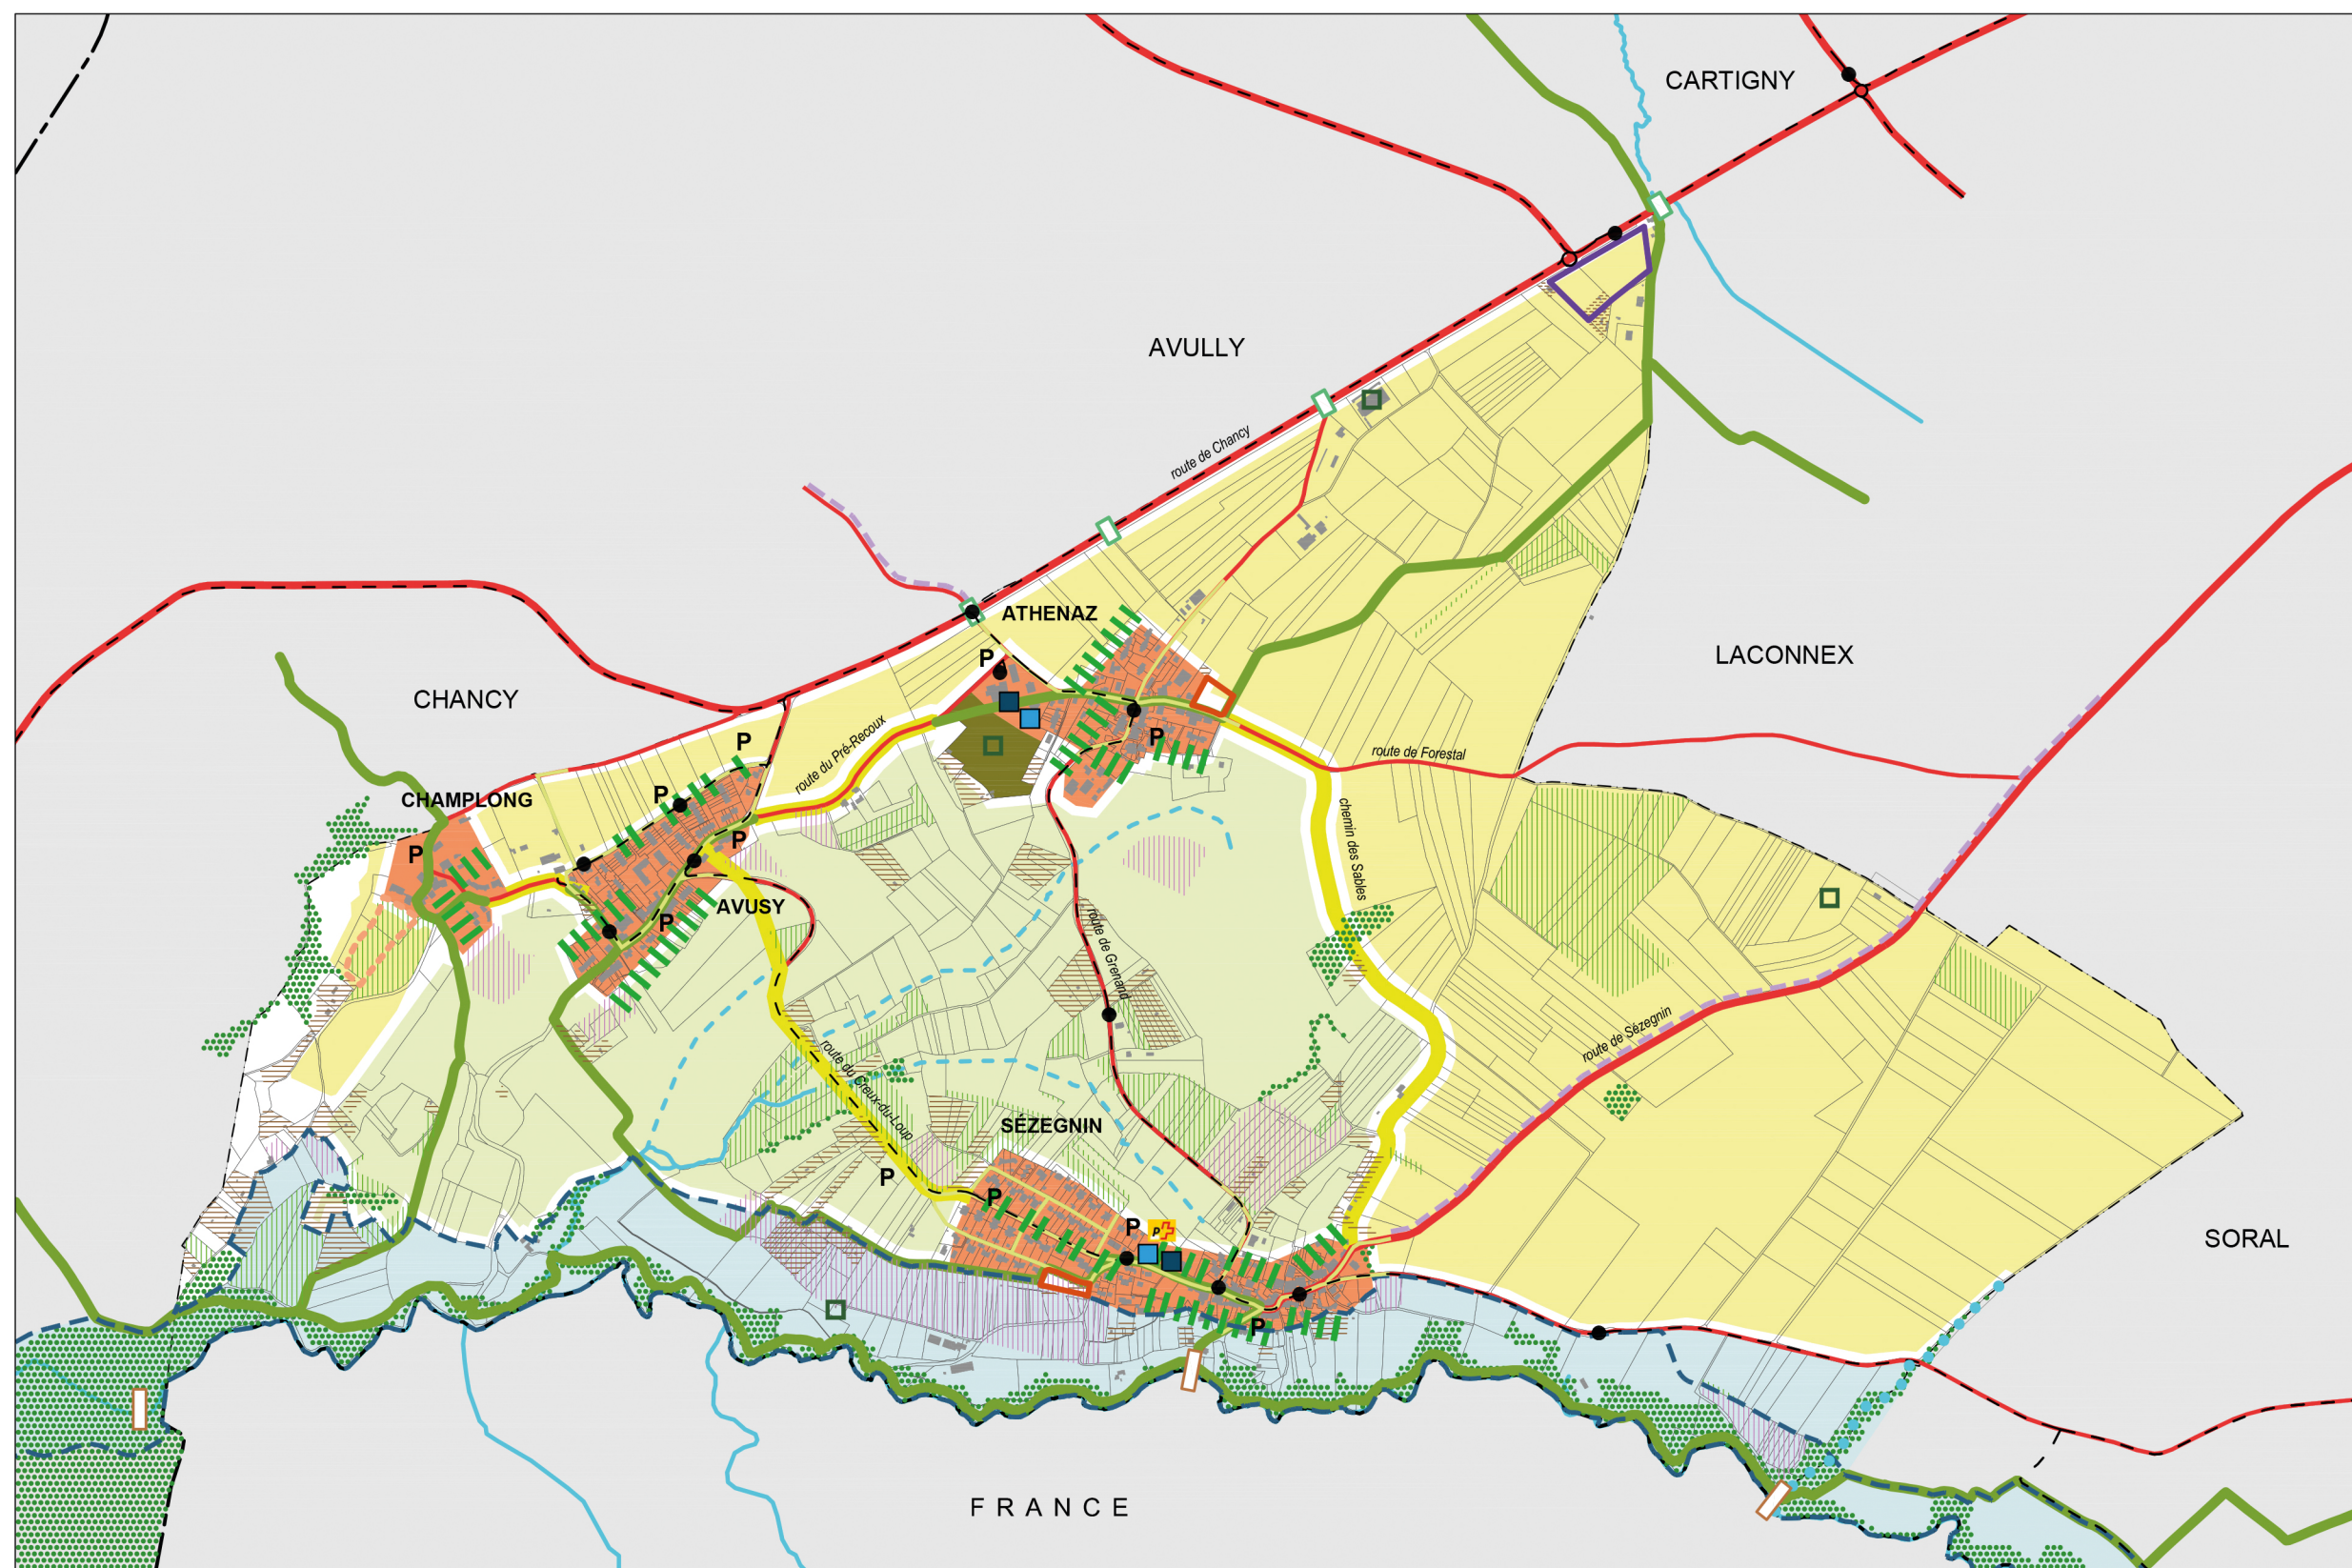 CARTIGNY
AVULLY
route de Chancy
ATHENAZ
LACONNEX
P
CHANCY
route du Pré-Recoux
P
P
route de Forestal
P
CHAMPLONG
chemin des Sables
P
P
AVUSY
P
route de Grenand
route de Sézegnin
route du Creux-du-Loup
SÉZEGNIN
P
P
P
P
SORAL
P
FRANCE